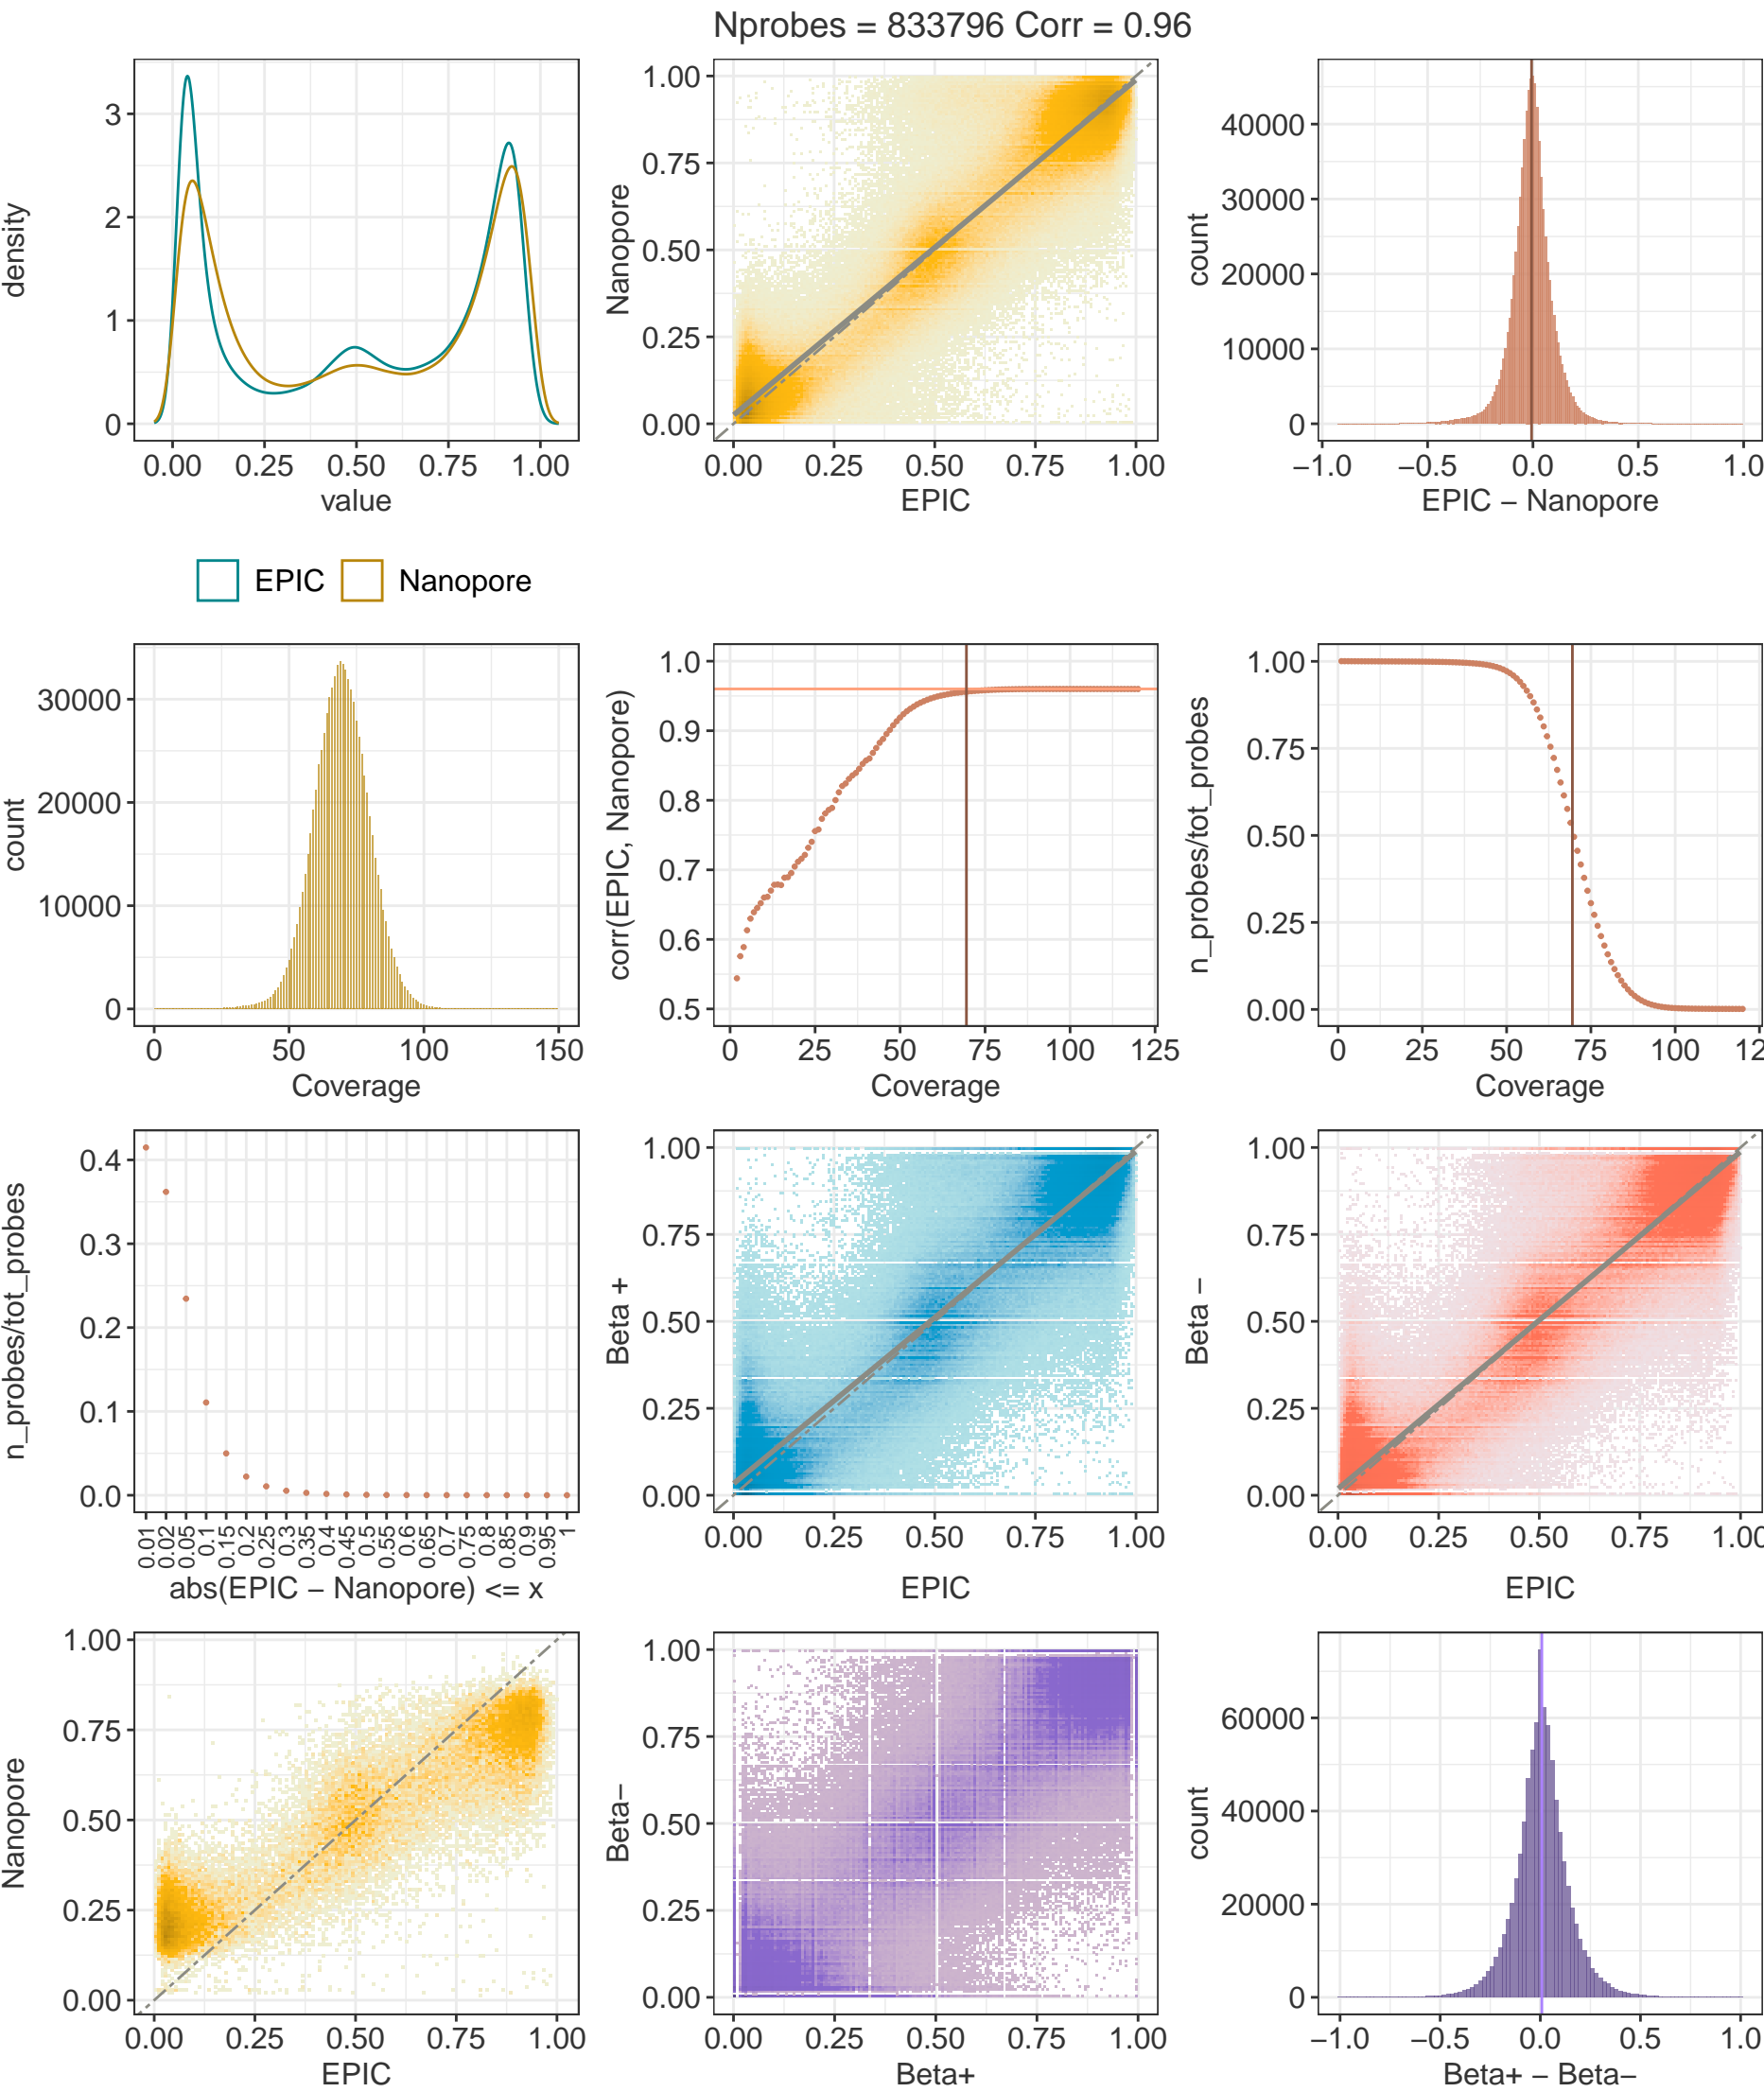 Nprobes = 833796 Corr = 0.96
density
3
2
1
0
0.00 0.25 0.50 0.75 1.00
value
EPIC Nanopore
Nanopore
1.00
0.75
0.50
0.25
0.00
0.00 0.25 0.50 0.75 1.00
EPIC
count
40000
30000
20000
10000
0
−1.0 −0.5 0.0 0.5 1.0
EPIC − Nanopore
count
30000
20000
10000
0
0 50 100 150
Coverage
corr(EPIC, Nanopore)
1.0
0.9
0.8
0.7
0.6
0.5
0 25 50 75 100 125
Coverage
n_probes/tot_probes
1.00
0.75
0.50
0.25
0.00
0 25 50 75 100 12
Coverage
n_probes/tot_probes
0.4
0.3
0.2
0.1
0.0
0.01 0.02 0.05 0.1 0.15 0.2 0.25 0.3 0.35 0.4 0.45 0.5 0.55 0.6 0.65 0.7 0.75 0.8 0.85 0.9 0.95 1
abs(EPIC − Nanopore) <= x
Beta +
1.00
0.75
0.50
0.25
0.00
0.00 0.25 0.50 0.75 1.00
EPIC
Beta −
1.00
0.75
0.50
0.25
0.00
0.00 0.25 0.50 0.75 1.00
EPIC
Nanopore
1.00
0.75
0.50
0.25
0.00
0.00 0.25 0.50 0.75 1.00
EPIC
Beta−
1.00
0.75
0.50
0.25
0.00
0.00 0.25 0.50 0.75 1.00
Beta+
count
60000
40000
20000
0
−1.0 −0.5 0.0 0.5 1.0
Beta+ − Beta−